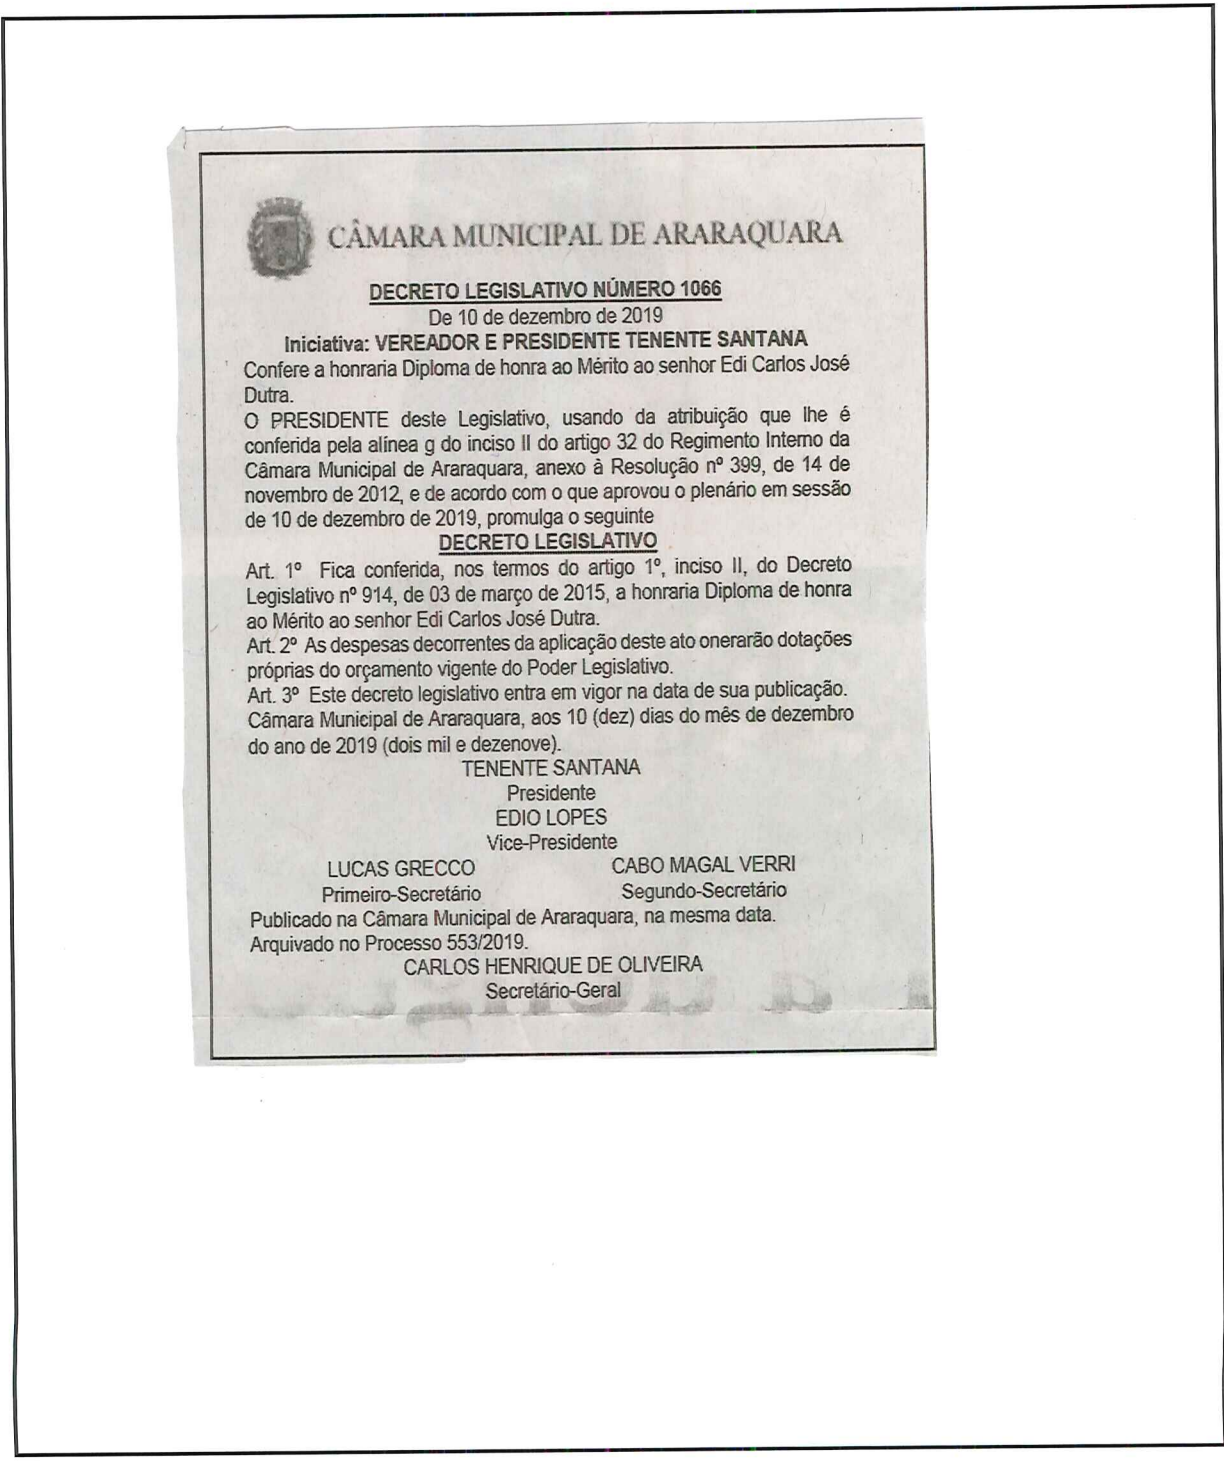 CÂMARA MUNICIPAL DE ARARAQUARA
DECRETO LEGISLATIVO NÚMERO 1066
De 10 de dezembro de 2019
Iniciativa: VEREADOR E PRESIDENTE TENENTE SANTANA
Confere a honraria Diploma de honra ao Mérito ao senhor Edi Carlos José
Dutra.
O PRESIDENTE deste Legislativo, usando da atribuição que lhe é
conferida pela alínea g do inciso II do artigo 32 do Regimento Interno da
Câmara Municipal de Araraquara, anexo à Resolução nº 399, de 14 de
novembro de 2012, e de acordo com o que aprovou o plenário em sessão
de 10 de dezembro de 2019, promulga o seguinte
DECRETO LEGISLATIVO
Art. 1º Fica conferida, nos termos do artigo 1º, inciso II, do Decreto
Legislativo nº 914, de 03 de março de 2015, a honraria Diploma de honra
ao Mérito ao senhor Edi Carlos José Dutra.
Art. 2º As despesas decorrentes da aplicação deste ato onerarão dotações
próprias do orçamento vigente do Poder Legislativo.
Art. 3º Este decreto legislativo entra em vigor na data de sua publicação.
Câmara Municipal de Araraquara, aos 10 (dez) dias do mês de dezembro
do ano de 2019 (dois mil e dezenove).
TENENTE SANTANA
Presidente
EDIO LOPES
Vice-Presidente
LUCAS GRECCO CABO MAGAL VERRI
Primeiro-Secretário Segundo-Secretário
Publicado na Câmara Municipal de Araraquara, na mesma data.
Arquivado no Processo 553/2019.
CARLOS HENRIQUE DE OLIVEIRA
Secretário-Geral